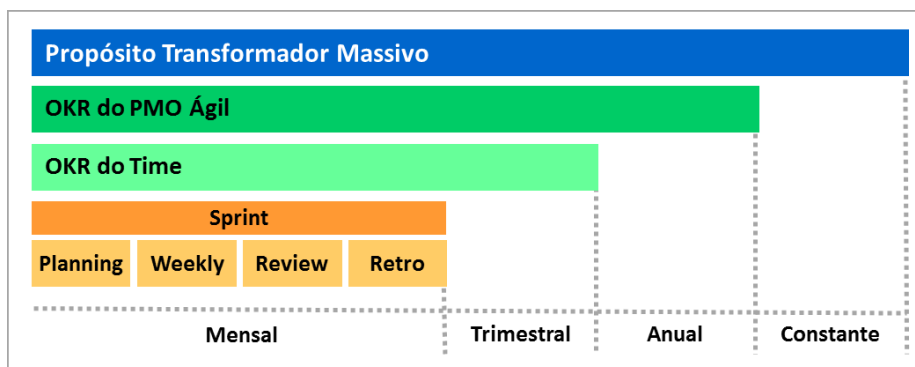 Propósito Transformador Massivo
OKR do PMO Ágil
OKR do Time
Sprint
Planning Weekly Review Retro
Mensal Trimestral Anual Constante